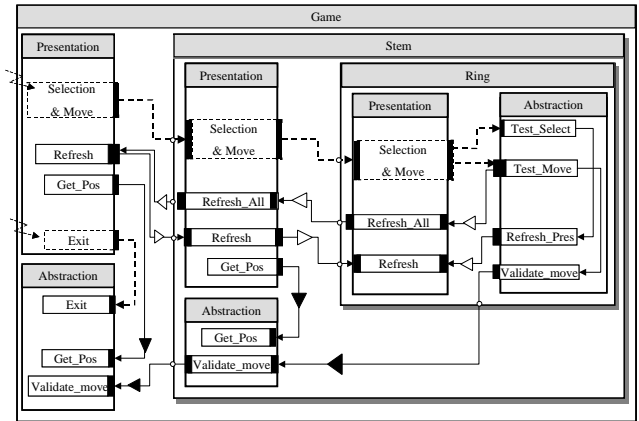 Game
Presentation
Selection
& Move
Refresh
Get_Pos
Exit
Abstraction
Exit
Get_Pos
Validate_move
Stem
Presentation
Selection
& Move
Refresh_All
Refresh
Get_Pos
Abstraction
Get_Pos
Validate_move
Ring
Presentation
Selection
& Move
Refresh_All
Refresh
Abstraction
Test_Select
Test_Move
Refresh_Pres
Validate_move